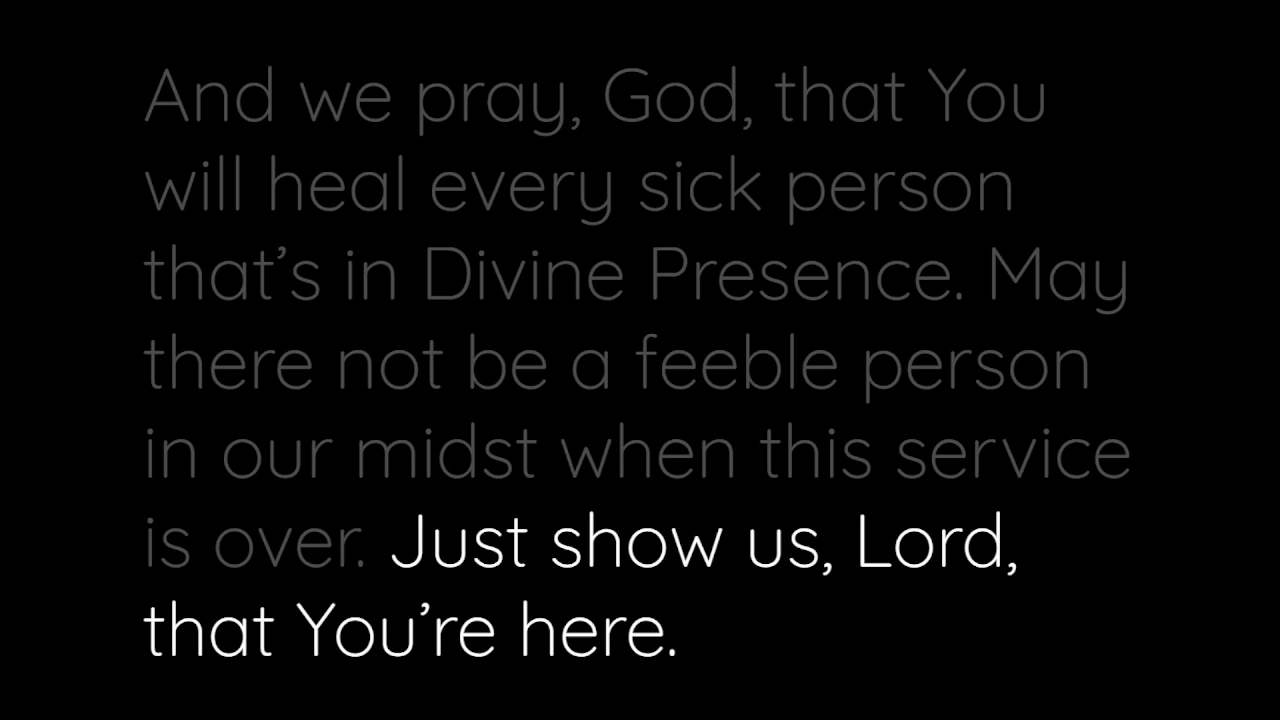 And we pray, God, that You
will heal every sick person
that’s in Divine Presence. May
there not be a feeble person
in our midst when this service
is over. Just show us, Lord,
that You’re here.